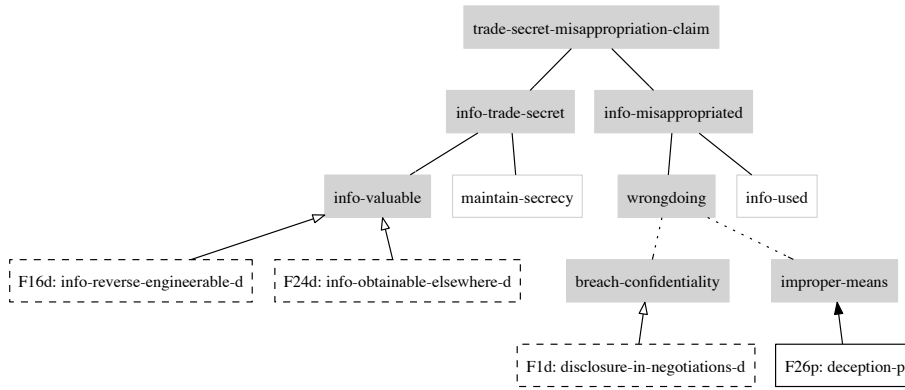 trade-secret-misappropriation-claim
info-trade-secret
info-misappropriated
info-valuable
maintain-secrecy
wrongdoing
info-used
F16d: info-reverse-engineerable-d
F24d: info-obtainable-elsewhere-d
breach-confidentiality
improper-means
F1d: disclosure-in-negotiations-d
F26p: deception-p